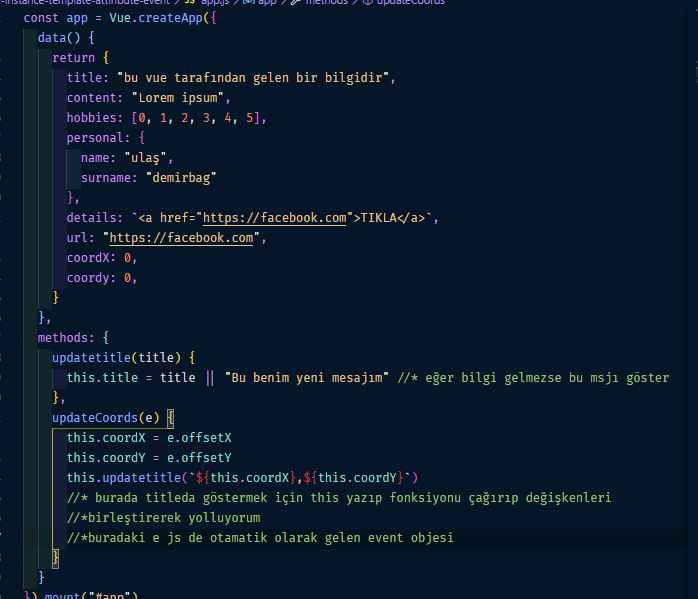 -instance-template-attribute-event / JS app.js / app / methods / updateCoords
const app = Vue.createApp({
data() {
return {
title: "bu vue tarafından gelen bir bilgidir",
content: "Lorem ipsum",
hobbies: [0, 1, 2, 3, 4, 5],
personal: {
name: "ulaş",
surname: "demirbag"
},
details: `<a href="https://facebook.com">TIKLA</a>`,
url: "https://facebook.com",
coordX: 0,
coordy: 0,
}
},
methods: {
updatetitle(title) {
this.title = title || "Bu benim yeni mesajım" //* eğer bilgi gelmezse bu msjı göster
},
updateCoords(e) {
this.coordX = e.offsetX
this.coordY = e.offsetY
this.updatetitle(`${this.coordX},${this.coordY}`)
//* burada titleda göstermek için this yazıp fonksiyonu çağırıp değişkenleri
//*birleştirerek yolluyorum
//*buradaki e js de otamatik olarak gelen event objesi
}
}
}).mount("#app")